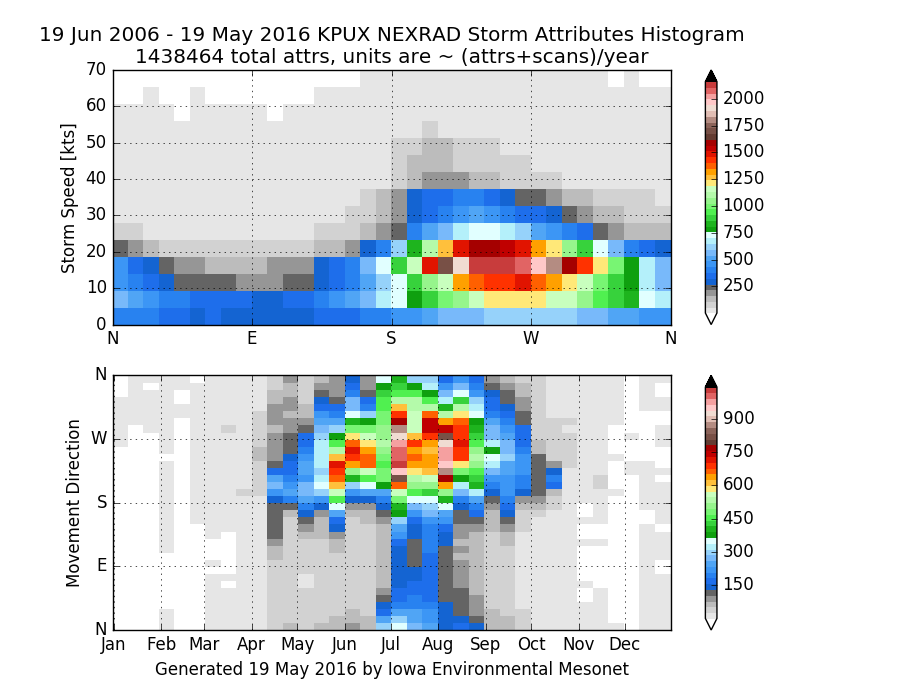 19 Jun 2006 - 19 May 2016 KPUX NEXRAD Storm Attributes Histogram
1438464 total attrs, units are ~ (attrs+scans)/year
Storm Speed [kts]
70
60
50
40
30
20
10
0
N E S W N
2000
1750
1500
1250
1000
750
500
250
Movement Direction
N
W
S
E
N
Jan Feb Mar Apr May Jun Jul Aug Sep Oct Nov Dec
900
750
600
450
300
150
Generated 19 May 2016 by Iowa Environmental Mesonet